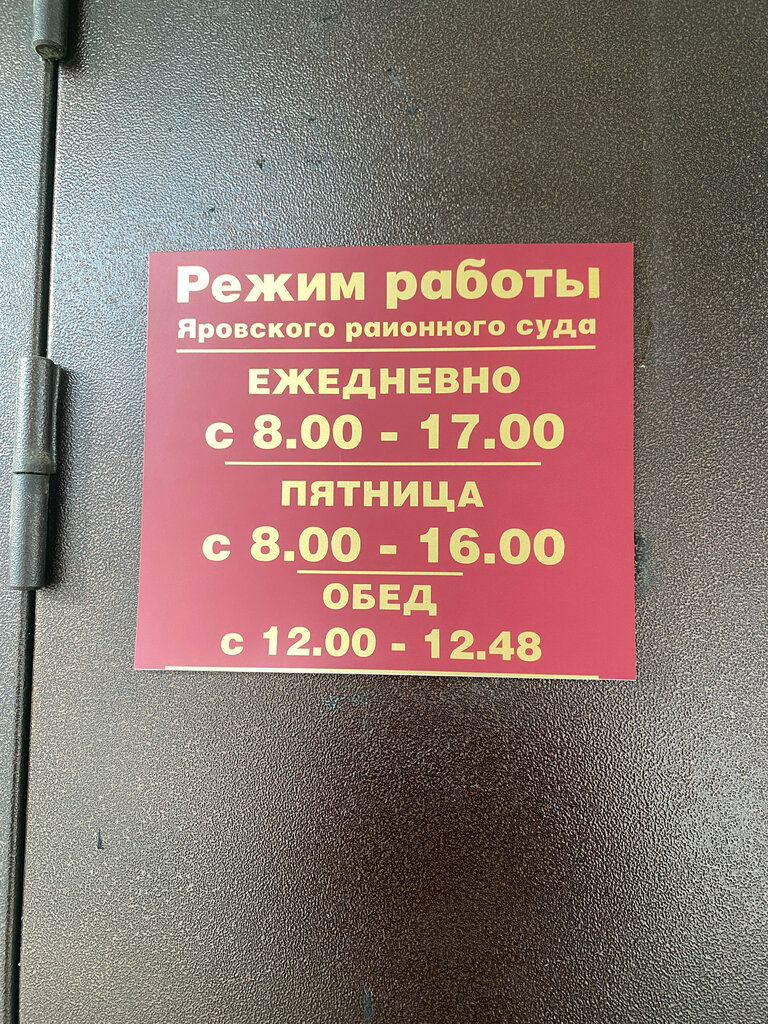 Режим работы
Яровского раионного суда
ЕЖЕДНЕВНО
с 8.00 - 17.00
ПЯТНИЦА
с 8.00 - 16.00
ОБЕД
с 12.00 - 12.48